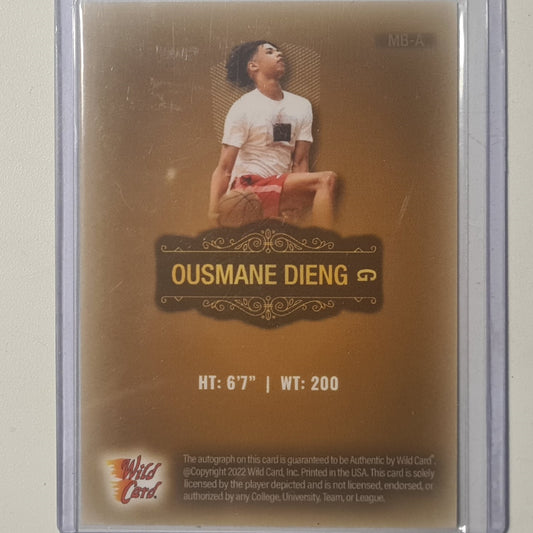 MB-A
OUSMANE DIENG G
HT: 6'7" | WT: 200
Wild Card.
The autograph on this card is guaranteed to be Authentic by Wild Card®.
@Copyright 2022 Wild Card, Inc. Printed in the USA. This card is solely
licensed by the player depicted and is not licensed, endorsed, or
authorized by any College, University, Team, or League.